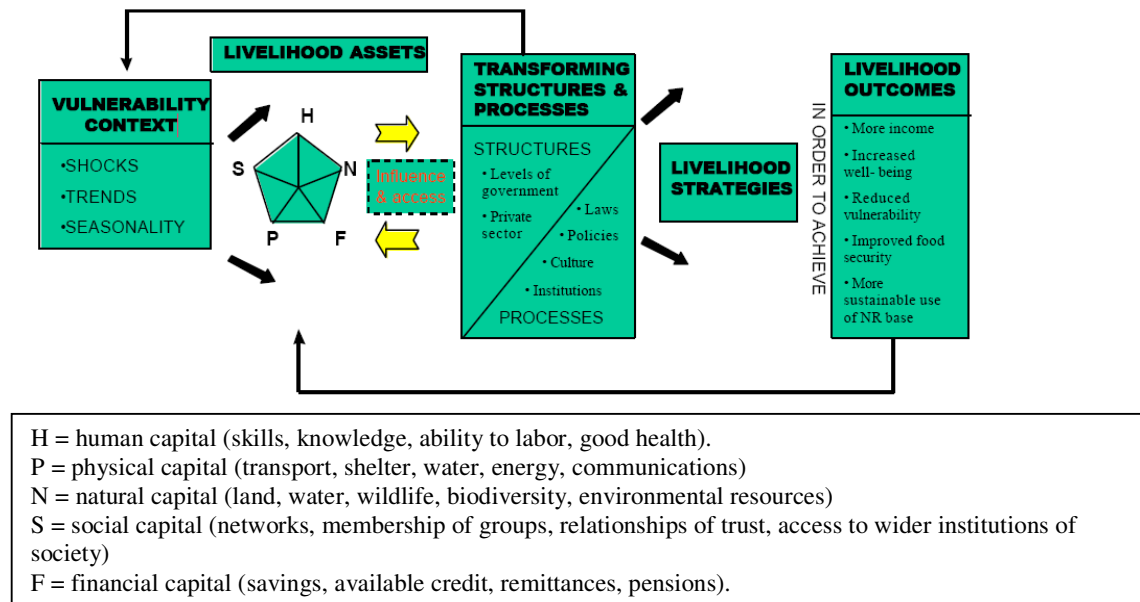 LIVELIHOOD ASSETS
VULNERABILITY
CONTEXT
•SHOCKS
•TRENDS
•SEASONALITY
H
S
N
P
F
Influence
& access
TRANSFORMING
STRUCTURES &
PROCESSES
STRUCTURES
• Levels of
government
• Private
sector
• Laws
• Policies
• Culture
• Institutions
PROCESSES
LIVELIHOOD
STRATEGIES
IN ORDER TO ACHIEVE
LIVELIHOOD
OUTCOMES
• More income
• Increased
well- being
• Reduced
vulnerability
• Improved food
security
• More
sustainable use
of NR base
H = human capital (skills, knowledge, ability to labor, good health).
P = physical capital (transport, shelter, water, energy, communications)
N = natural capital (land, water, wildlife, biodiversity, environmental resources)
S = social capital (networks, membership of groups, relationships of trust, access to wider institutions of
society)
F = financial capital (savings, available credit, remittances, pensions).